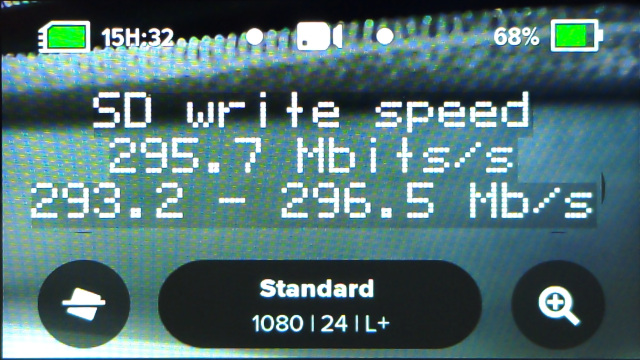 15H:32
68%
SD write speed
295.7 Mbits/s
293.2 - 296.5 Mb/s
Standard
1080 | 24 | L+